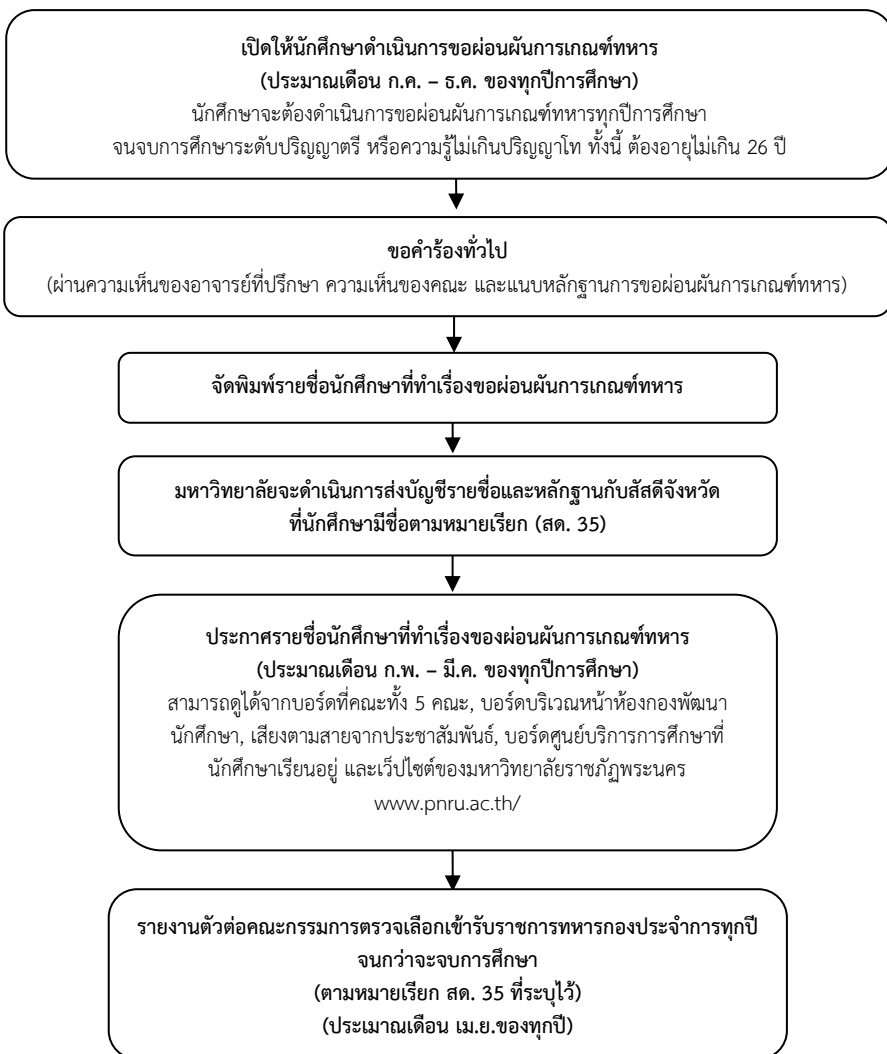 เปิดให้นักศึกษาดำเนินการขอผ่อนผันการเกณฑ์ทหาร
(ประมาณเดือน ก.ค. – ธ.ค. ของทุกปีการศึกษา)
นักศึกษาจะต้องดำเนินการขอผ่อนผันการเกณฑ์ทหารทุกปีการศึกษา
จนจบการศึกษาระดับปริญญาตรี หรือความรู้ไม่เกินปริญญาโท ทั้งนี้ ต้องอายุไม่เกิน 26 ปี
ขอคำร้องทั่วไป
(ผ่านความเห็นของอาจารย์ที่ปรึกษา ความเห็นของคณะ และแนบหลักฐานการขอผ่อนผันการเกณฑ์ทหาร)
จัดพิมพ์รายชื่อนักศึกษาที่ทำเรื่องขอผ่อนผันการเกณฑ์ทหาร
มหาวิทยาลัยจะดำเนินการส่งบัญชีรายชื่อและหลักฐานกับสัสดีจังหวัด
ที่นักศึกษามีชื่อตามหมายเรียก (สด. 35)
ประกาศรายชื่อนักศึกษาที่ทำเรื่องของผ่อนผันการเกณฑ์ทหาร
(ประมาณเดือน ก.พ. – มี.ค. ของทุกปีการศึกษา)
สามารถดูได้จากบอร์ดที่คณะทั้ง 5 คณะ, บอร์ดบริเวณหน้าห้องกองพัฒนา
นักศึกษา, เสียงตามสายจากประชาสัมพันธ์, บอร์ดศูนย์บริการการศึกษาที่
นักศึกษาเรียนอยู่ และเว็ปไซต์ของมหาวิทยาลัยราชภัฏพระนคร
www.pnru.ac.th/
รายงานตัวต่อคณะกรรมการตรวจเลือกเข้ารับราชการทหารกองประจำการทุกปี
จนกว่าจะจบการศึกษา
(ตามหมายเรียก สด. 35 ที่ระบุไว้)
(ประเมาณเดือน เม.ย.ของทุกปี)